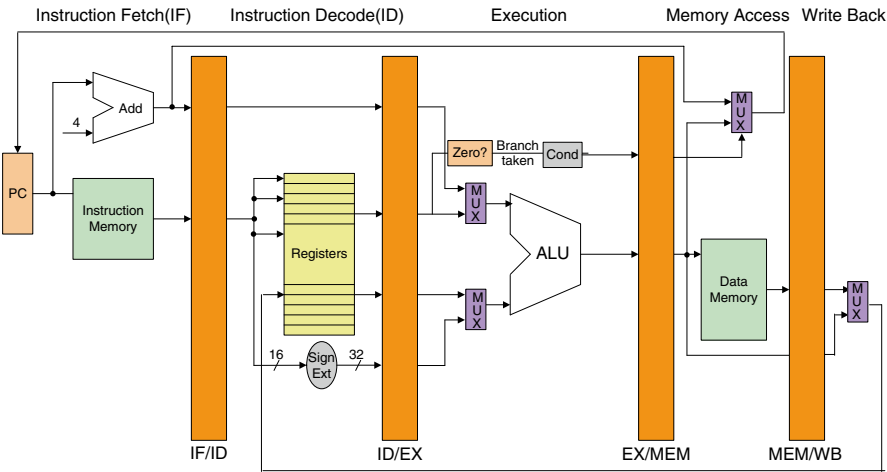 Instruction Fetch(IF)
Instruction Decode(ID)
Execution
Memory Access
Write Back
Add
4
PC
Instruction
Memory
Registers
16
Sign
Ext
32
Zero?
Branch
taken
Cond
M
U
X
M
U
X
ALU
M
U
X
Data
Memory
M
U
X
IF/ID
ID/EX
EX/MEM
MEM/WB